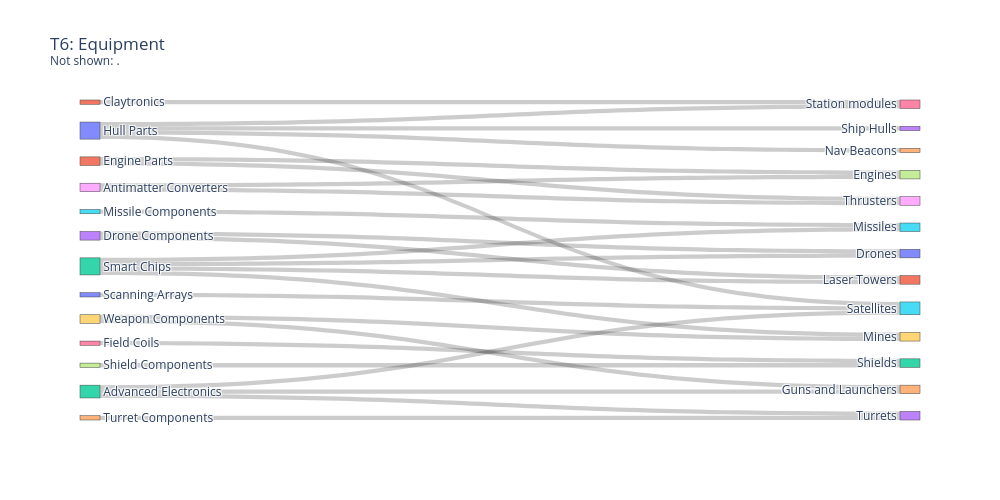 T6: Equipment
Not shown: .
Claytronics
Hull Parts
Engine Parts
Antimatter Converters
Missile Components
Drone Components
Smart Chips
Scanning Arrays
Weapon Components
Field Coils
Shield Components
Advanced Electronics
Turret Components
Station modules
Ship Hulls
Nav Beacons
Engines
Thrusters
Missiles
Drones
Laser Towers
Satellites
Mines
Shields
Guns and Launchers
Turrets